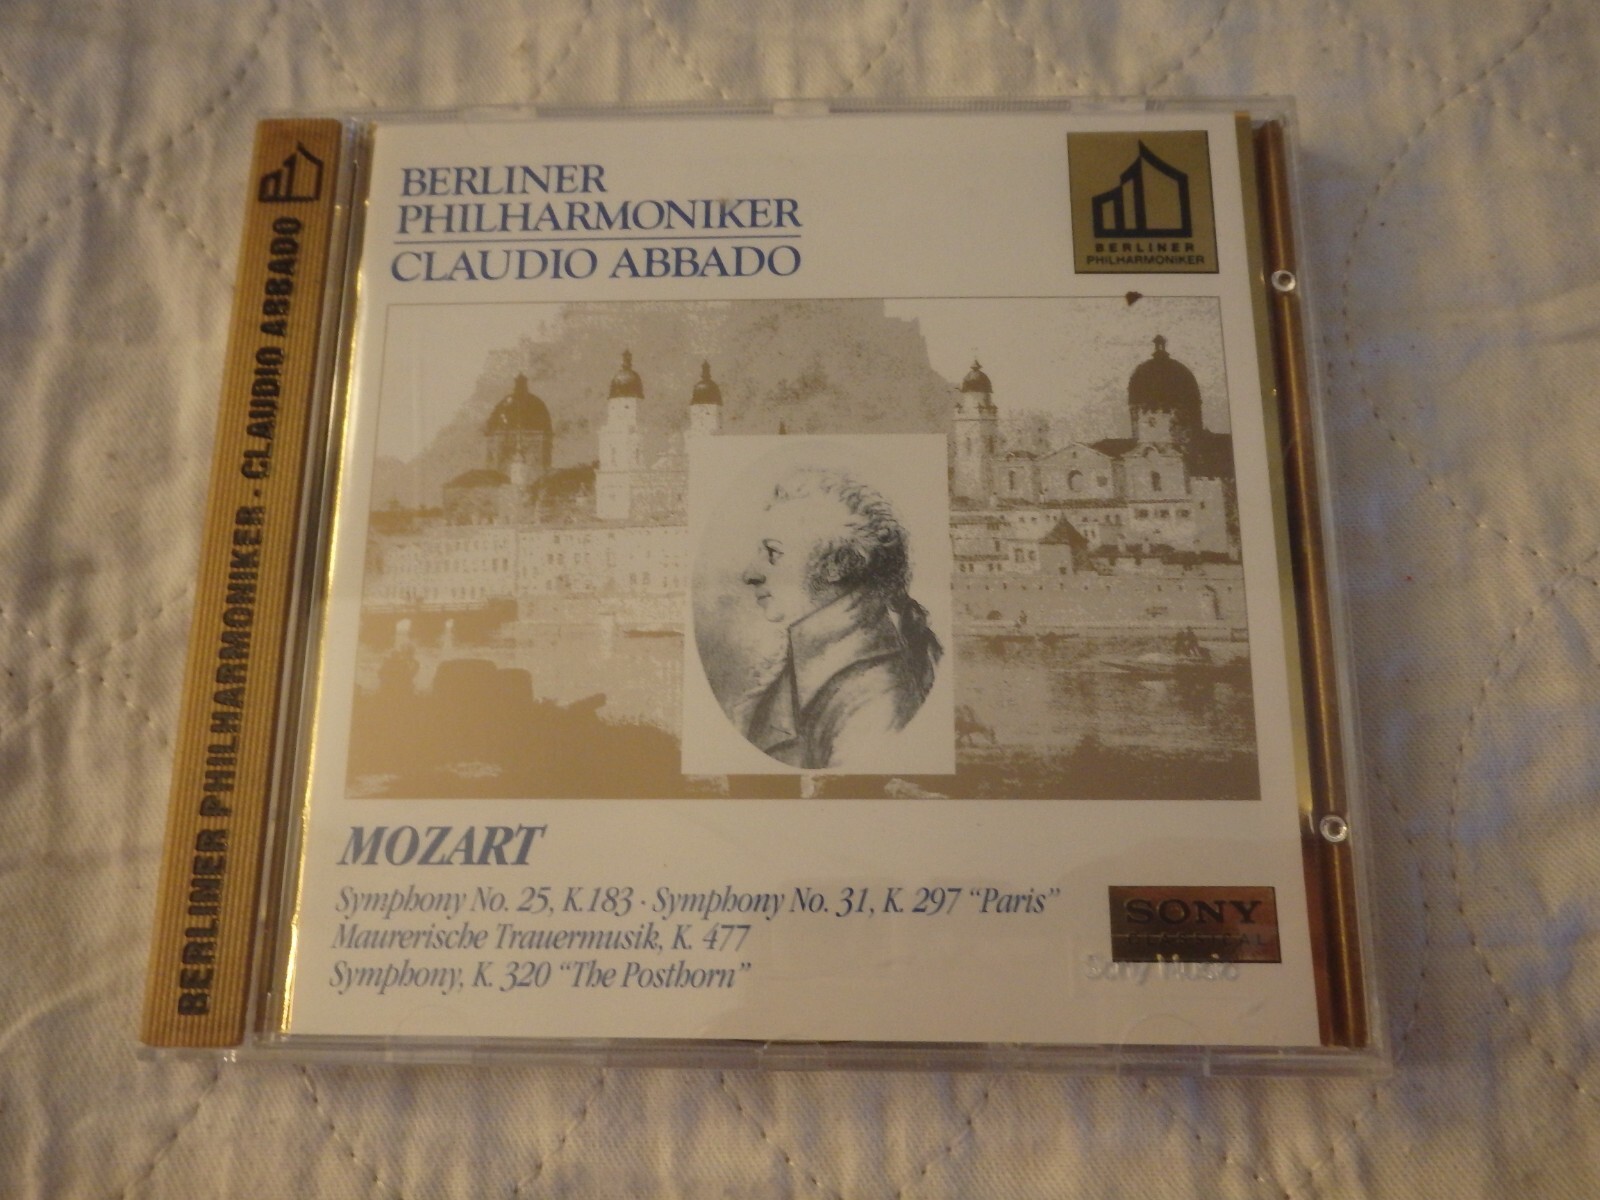 BERLINER PHILHARMONIKER · CLAUDIO ABBADO
BERLINER
PHILHARMONIKER
CLAUDIO ABBADO
BERLINER
PHILHARMONIKER
MOZART
Symphony No. 25, K.183 · Symphony No. 31, K. 297 “Paris”
Maurerische Trauermusik, K. 477
Symphony, K. 320 “The Posthorn”
SONY
CLASSICAL
Sony Music